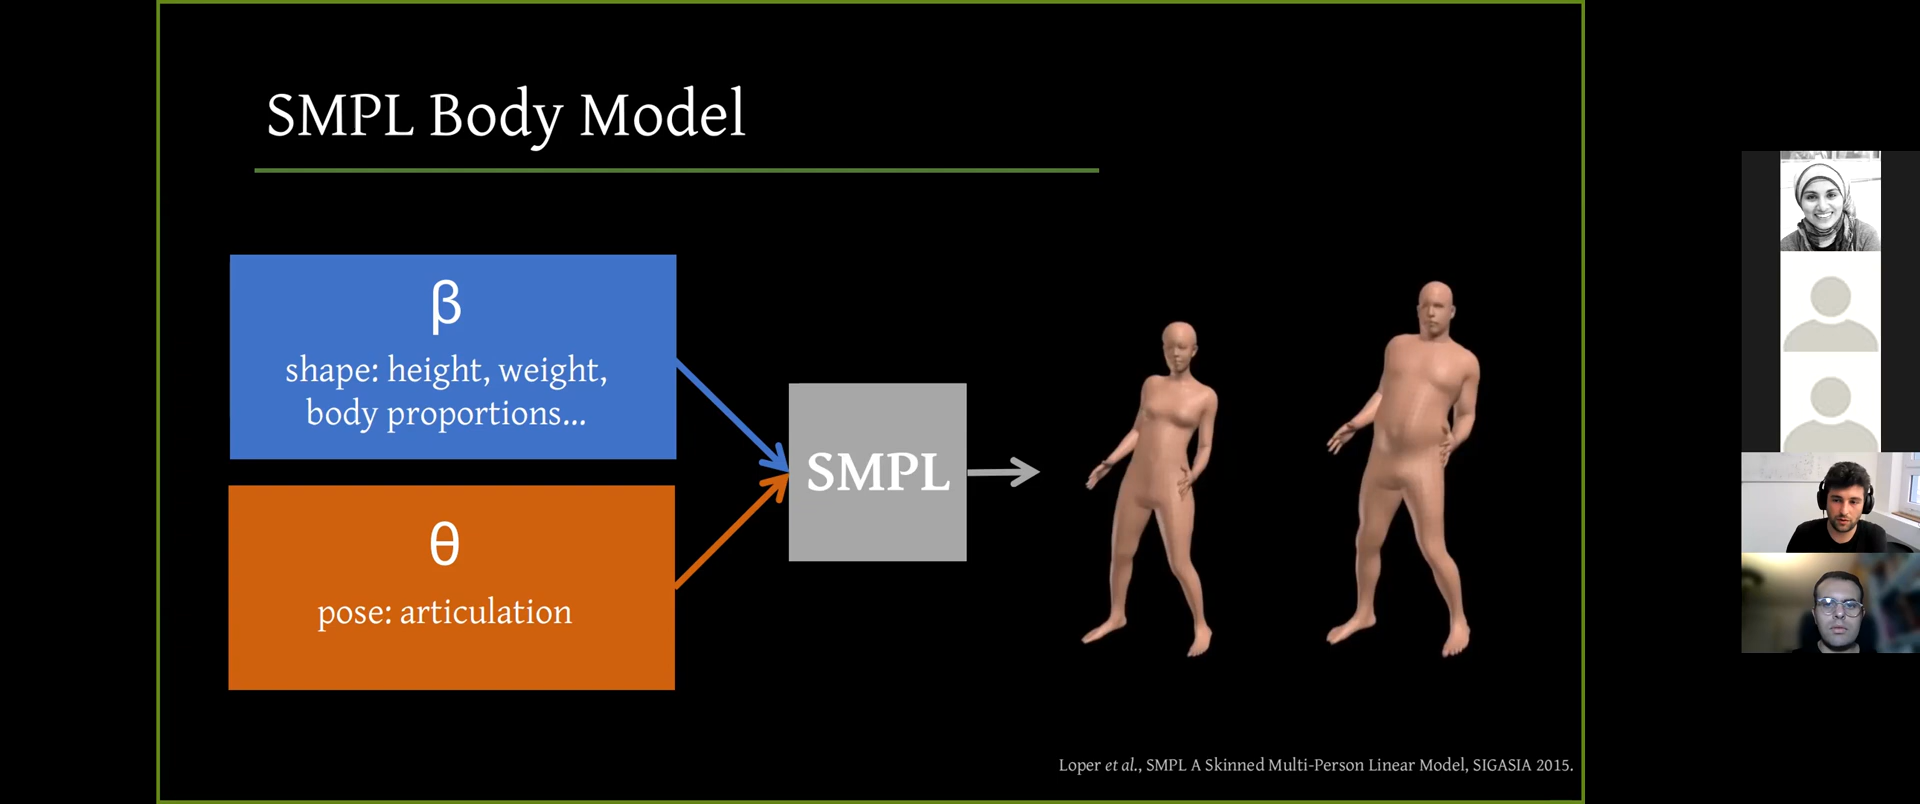 SMPL Body Model
β
shape: height, weight,
body proportions...
θ
pose: articulation
SMPL
Loper et al., SMPL A Skinned Multi-Person Linear Model, SIGASIA 2015.